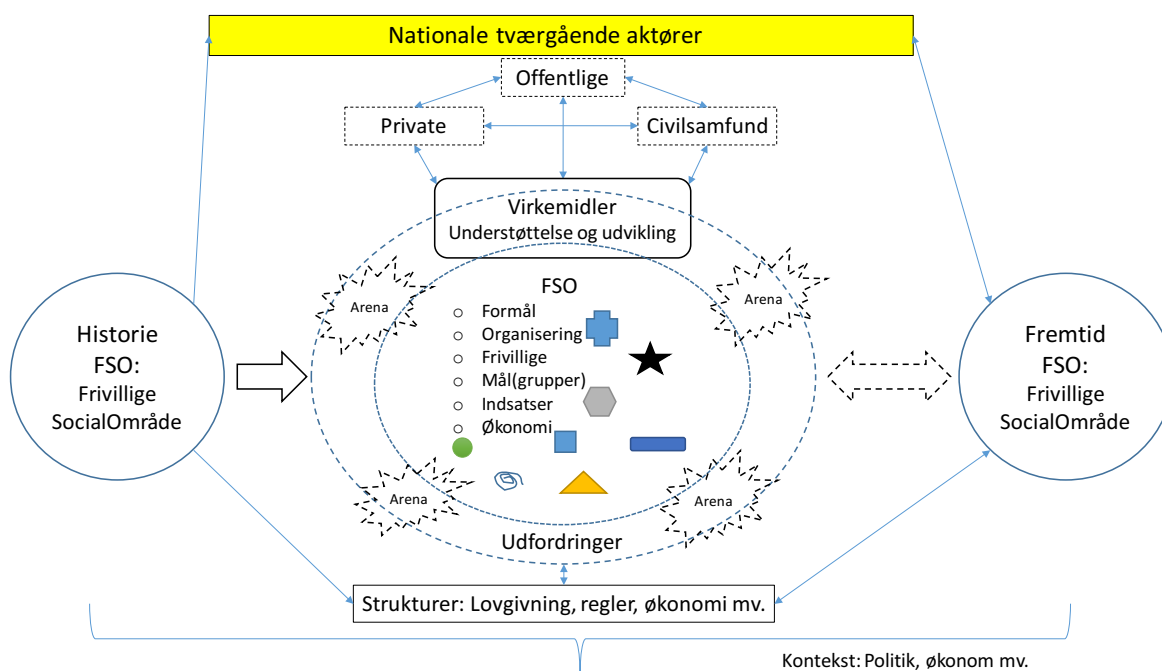 Nationale tværgående aktører
Offentlige
Private
Civilsamfund
Virkemidler
Understøttelse og udvikling
Arena
Arena
FSO
Formål
Organisering
Frivillige
Mål(grupper)
Indsatser
Økonomi
Historie
FSO:
Frivillige
SocialOmråde
Fremtid
FSO:
Frivillige
SocialOmråde
Arena
Arena
Udfordringer
Strukturer: Lovgivning, regler, økonomi mv.
Kontekst: Politik, økonom mv.